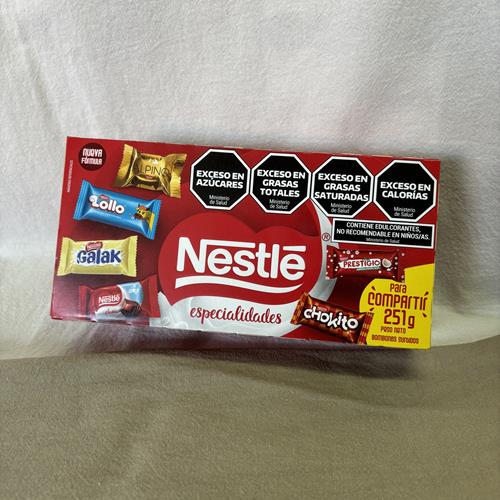 NUEVA
FÓRMULA
ALPINO
Lollo
Nestlé
GALAK
Nestlé
EXCESO EN
AZÚCARES
Ministerio
de Salud
EXCESO EN
GRASAS
TOTALES
Ministerio
de Salud
EXCESO EN
GRASAS
SATURADAS
Ministerio
de Salud
EXCESO EN
CALORÍAS
Ministerio
de Salud
CONTIENE EDULCORANTES,
NO RECOMENDABLE EN NIÑOS/AS.
Ministerio de Salud
Nestlé®
especialidades
PRESTIGIO
CHOKITO
para
COMPARTIR
251g
PESO NETO
BOMBONES SURTIDOS